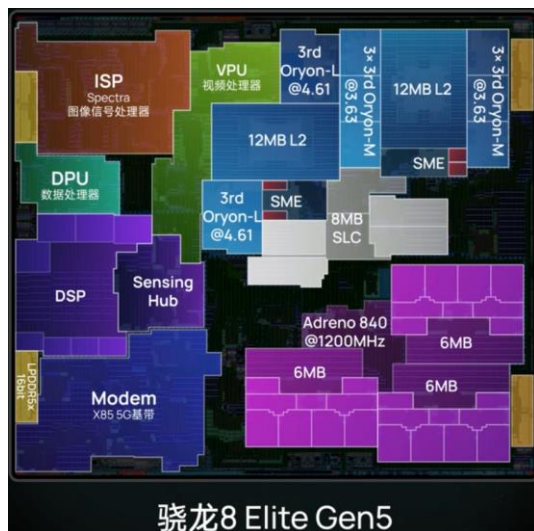 ISP
Spectra
图像信号处理器
VPU
视频处理器
3rd
Oryon-L
@4.61
3× 3rd Oryon-M
@3.63
12MB L2
3× 3rd Oryon-M
@3.63
12MB L2
SME
DPU
数据处理器
3rd
Oryon-L
@4.61
SME
8MB
SLC
DSP
Sensing
Hub
Adreno 840
@1200MHz
6MB
6MB
6MB
LPDDR5x
16bit
Modem
X85 5G基带
骁龙8 Elite Gen5